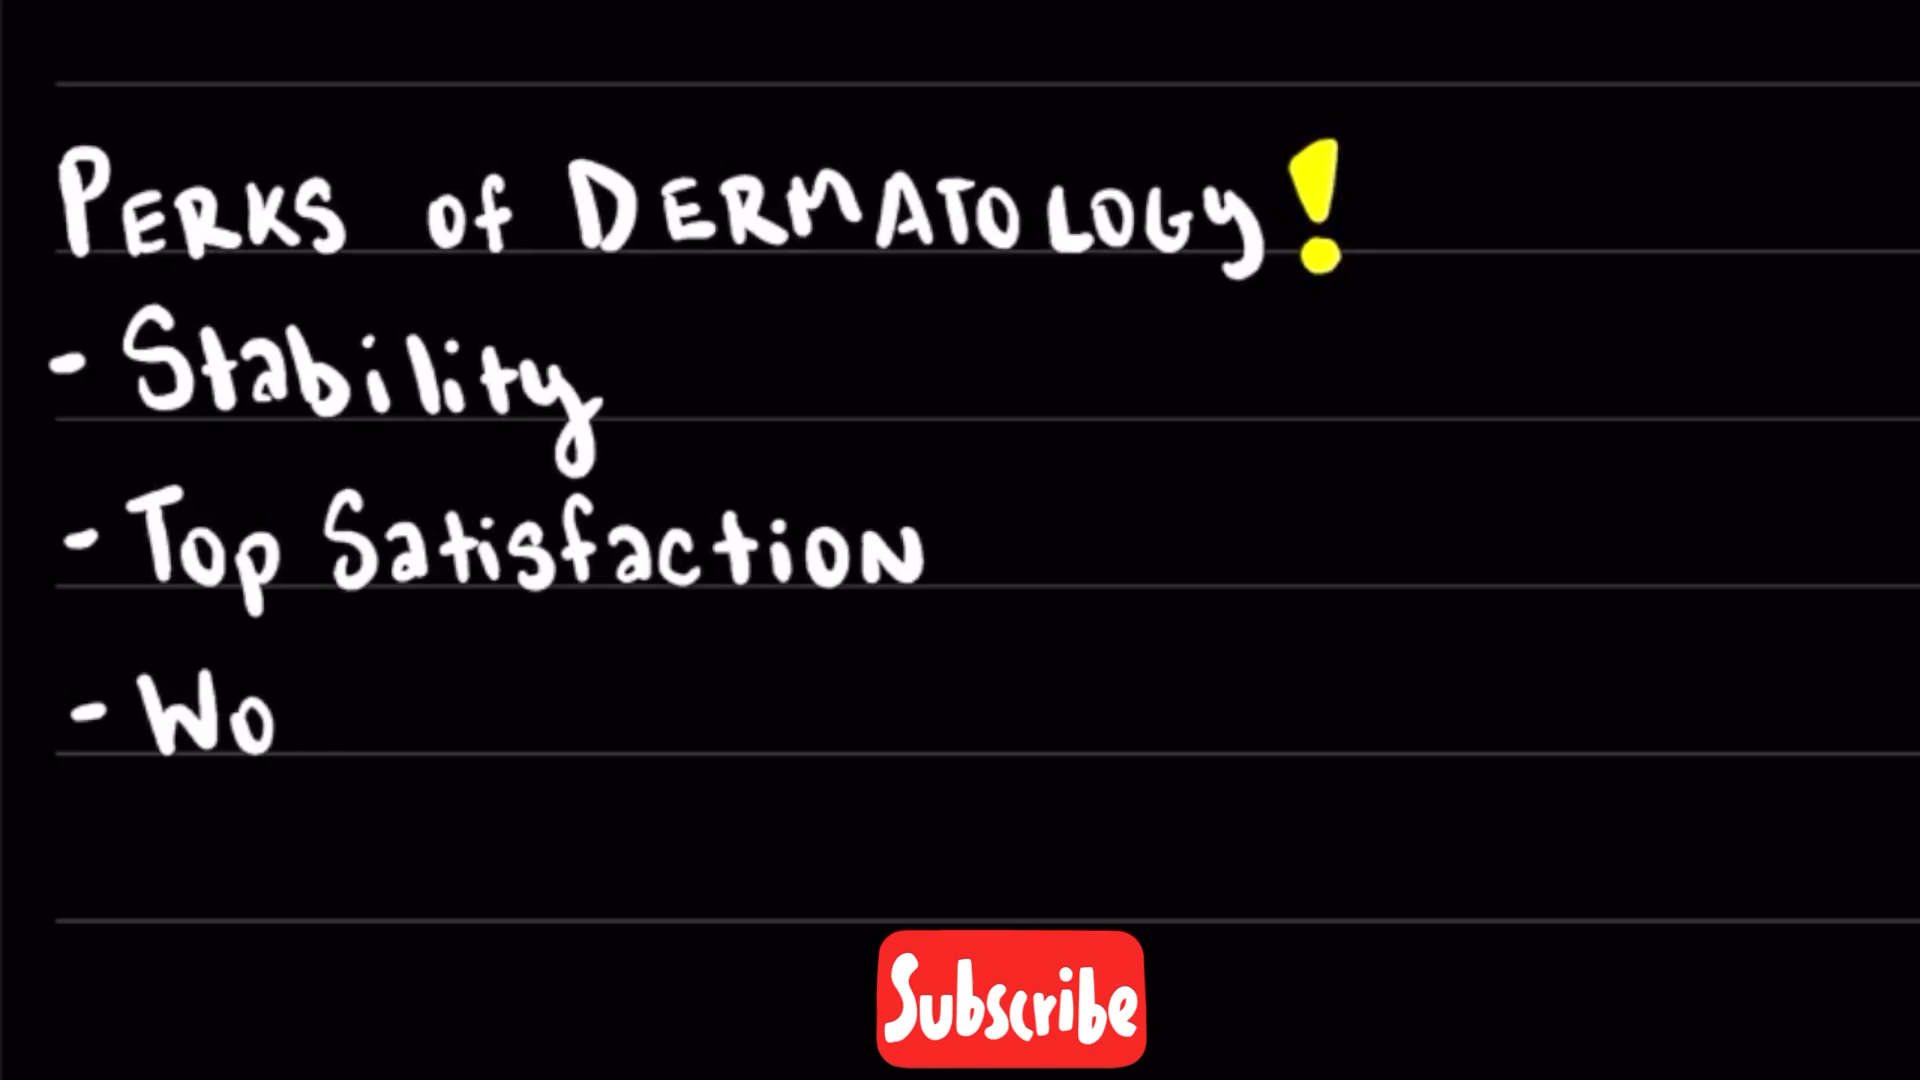 PERKS of DERMATOLOGY!
- Stability
- Top Satisfaction
- Wo
Subscribe